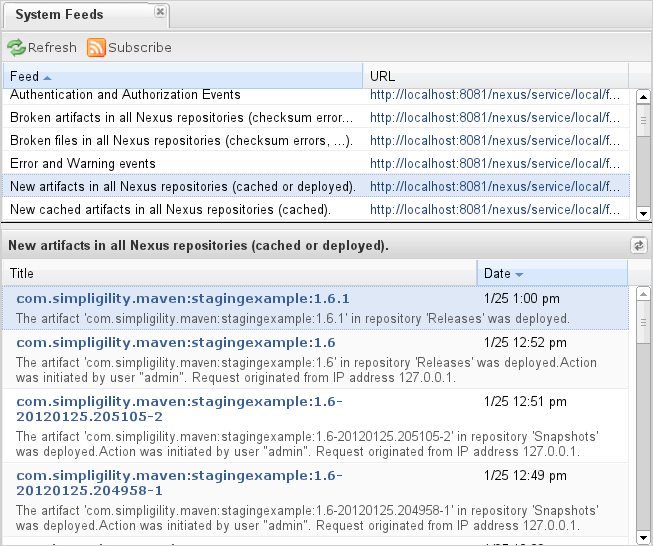 System Feeds
Refresh Subscribe
Feed URL
Authentication and Authorization Events http://localhost:8081/nexus/service/local/f...
Broken artifacts in all Nexus repositories (checksum error... http://localhost:8081/nexus/service/local/f...
Broken files in all Nexus repositories (checksum errors, ...). http://localhost:8081/nexus/service/local/f...
Error and Warning events http://localhost:8081/nexus/service/local/f...
New artifacts in all Nexus repositories (cached or deployed). http://localhost:8081/nexus/service/local/f...
New cached artifacts in all Nexus repositories (cached). http://localhost:8081/nexus/service/local/f...
New artifacts in all Nexus repositories (cached or deployed).
Title Date
com.simpligility.maven:stagingexample:1.6.1 1/25 1:00 pm
The artifact 'com.simpligility.maven:stagingexample:1.6.1' in repository 'Releases' was deployed.
com.simpligility.maven:stagingexample:1.6 1/25 12:52 pm
The artifact 'com.simpligility.maven:stagingexample:1.6' in repository 'Releases' was deployed.Action
was initiated by user "admin". Request originated from IP address 127.0.0.1.
com.simpligility.maven:stagingexample:1.6- 1/25 12:51 pm
20120125.205105-2
The artifact 'com.simpligility.maven:stagingexample:1.6-20120125.205105-2' in repository 'Snapshots'
was deployed.Action was initiated by user "admin". Request originated from IP address 127.0.0.1.
com.simpligility.maven:stagingexample:1.6- 1/25 12:49 pm
20120125.204958-1
The artifact 'com.simpligility.maven:stagingexample:1.6-20120125.204958-1' in repository 'Snapshots'
was deployed.Action was initiated by user "admin". Request originated from IP address 127.0.0.1.